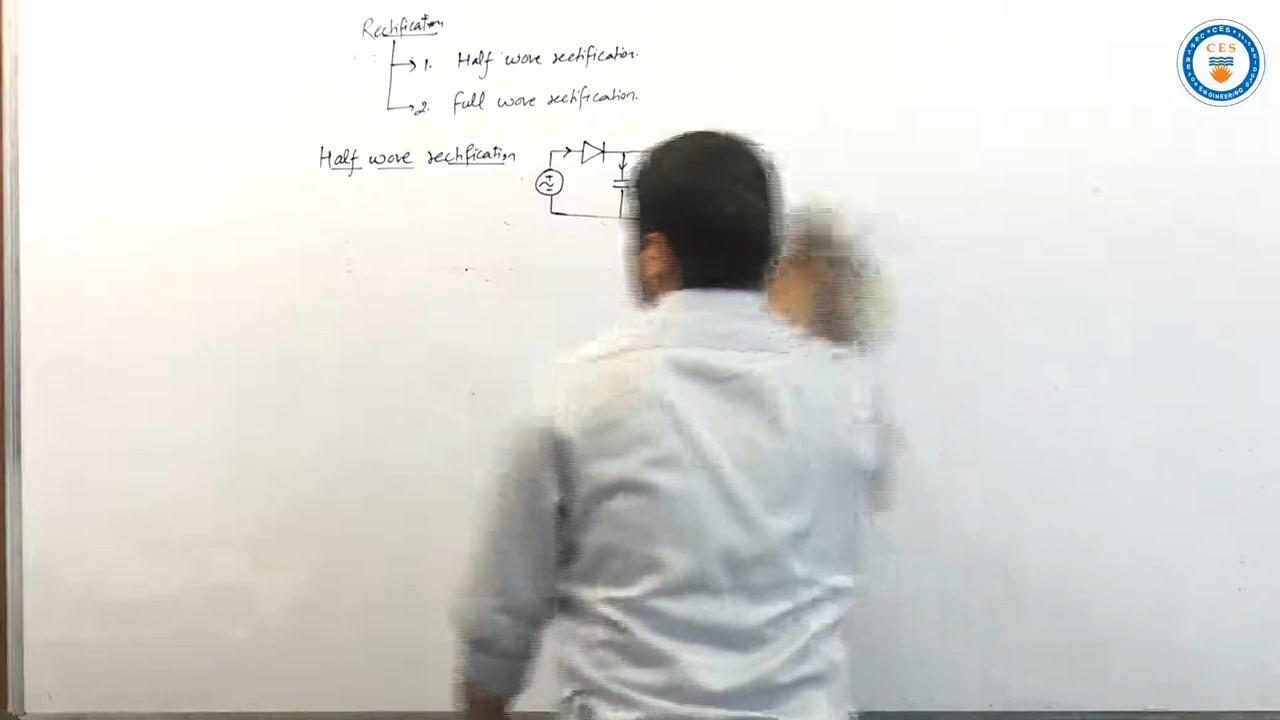 Rectification
1. Half wave rectification.
2. Full wave rectification.
Half wave rectification
CES